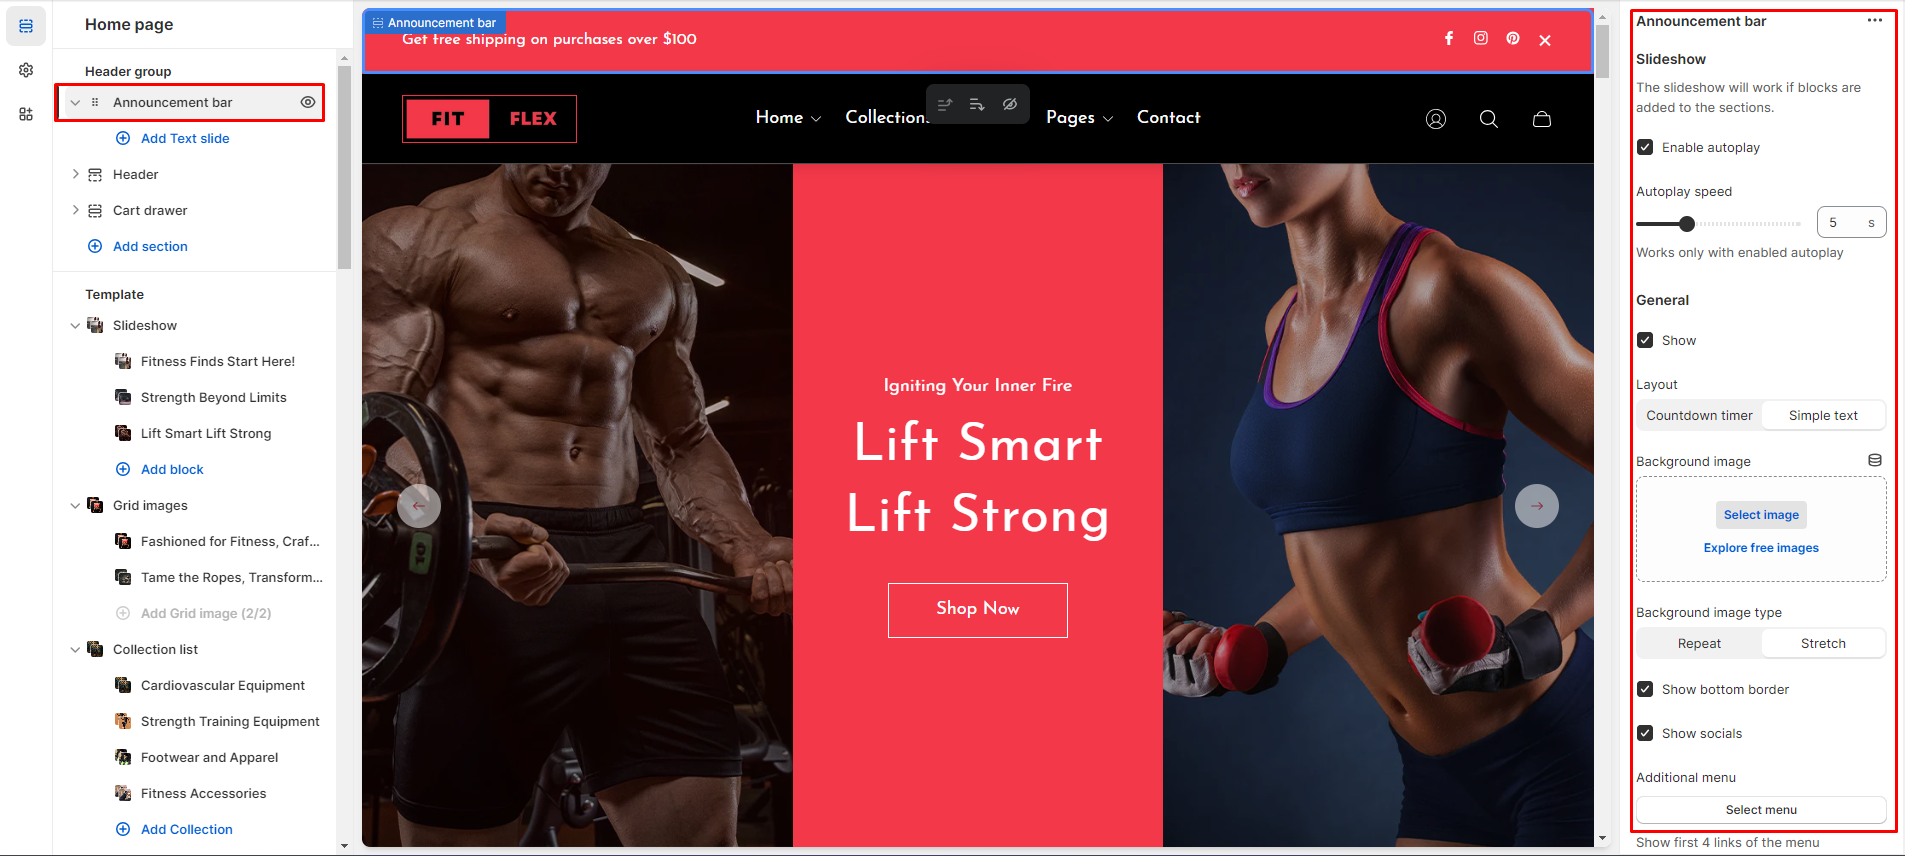 Home page
Header group
Announcement bar
Add Text slide
Header
Cart drawer
Add section
Template
Slideshow
Fitness Finds Start Here!
Strength Beyond Limits
Lift Smart Lift Strong
Add block
Grid images
Fashioned for Fitness, Craf...
Tame the Ropes, Transform...
Add Grid image (2/2)
Collection list
Cardiovascular Equipment
Strength Training Equipment
Footwear and Apparel
Fitness Accessories
Add Collection
Announcement bar
Get free shipping on purchases over $100
FIT FLEX
Home
Collection
Pages
Contact
Igniting Your Inner Fire
Lift Smart
Lift Strong
Shop Now
Announcement bar
Slideshow
The slideshow will work if blocks are
added to the sections.
Enable autoplay
Autoplay speed
5 s
Works only with enabled autoplay
General
Show
Layout
Countdown timer Simple text
Background image
Select image
Explore free images
Background image type
Repeat Stretch
Show bottom border
Show socials
Additional menu
Select menu
Show first 4 links of the menu